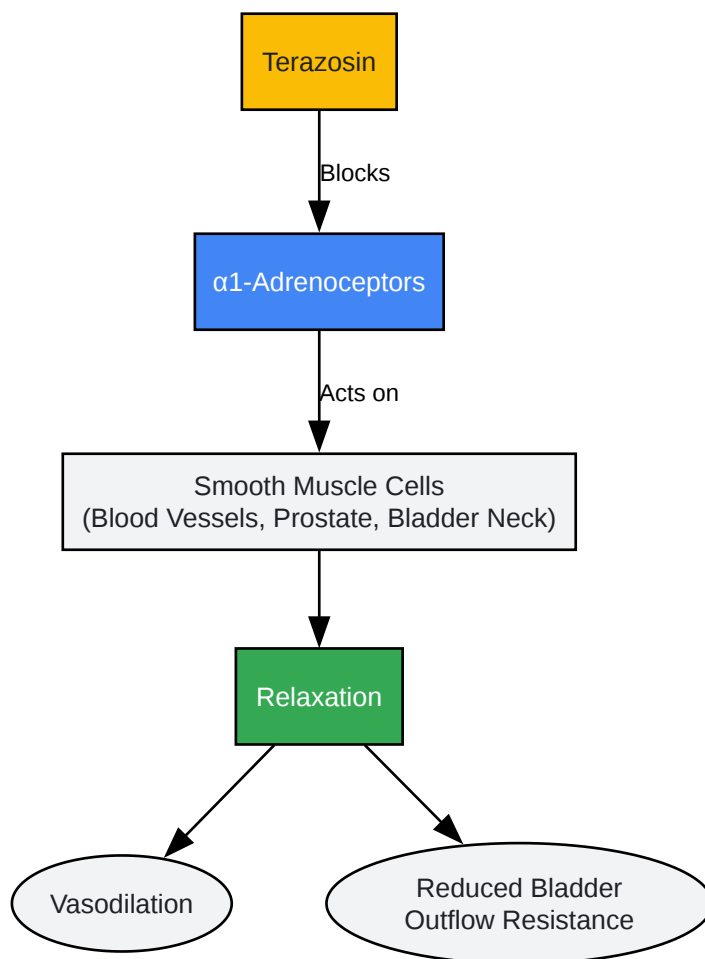 Terazosin
Blocks
α1-Adrenoceptors
Acts on
Smooth Muscle Cells
(Blood Vessels, Prostate, Bladder Neck)
Relaxation
Vasodilation
Reduced Bladder
Outflow Resistance